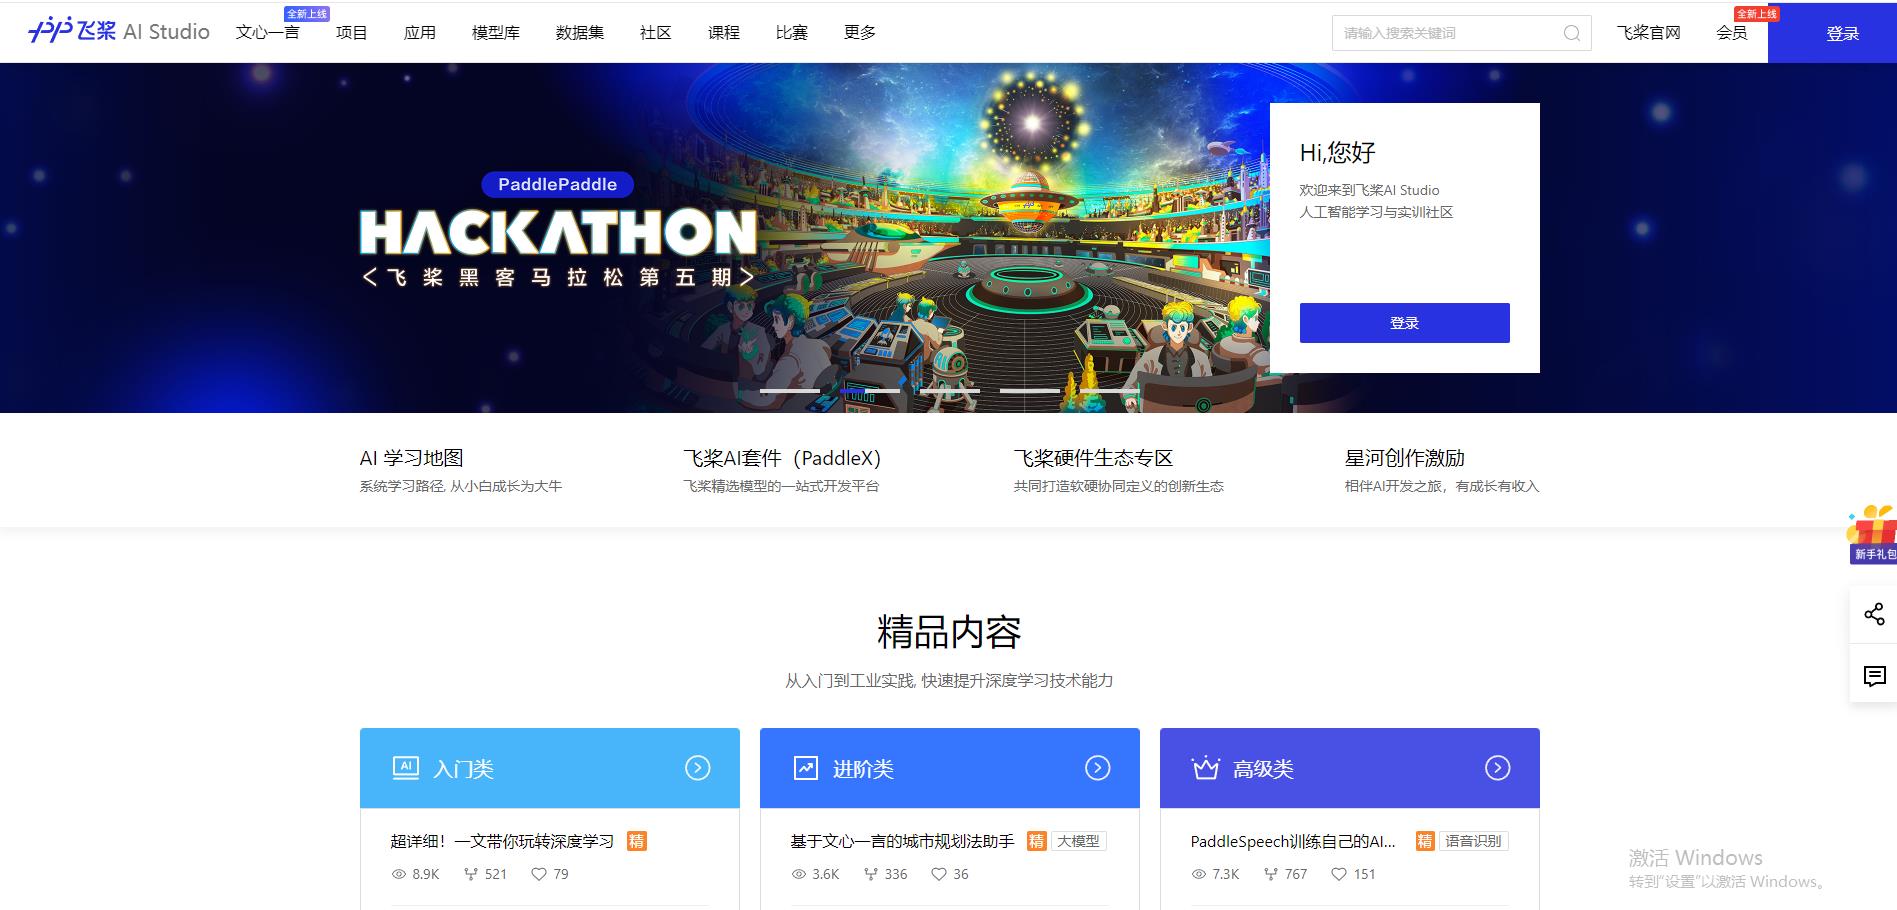 飞桨 AI Studio
文心一言 全新上线 项目 应用 模型库 数据集 社区 课程 比赛 更多 请输入搜索关键词 飞桨官网 会员 全新上线 登录
PaddlePaddle
HACKATHON
<飞桨黑客马拉松第五期>
Hi,您好
欢迎来到飞桨AI Studio
人工智能学习与实训社区
登录
AI 学习地图
系统学习路径, 从小白成长为大牛
飞桨AI套件（PaddleX）
飞桨精选模型的一站式开发平台
飞桨硬件生态专区
共同打造软硬协同定义的创新生态
星河创作激励
相伴AI开发之旅，有成长有收入
新手礼包
精品内容
从入门到工业实践, 快速提升深度学习技术能力
AI 入门类
超详细！一文带你玩转深度学习 精
8.9K 521 79
进阶类
基于文心一言的城市规划法助手 精 大模型
3.6K 336 36
高级类
PaddleSpeech训练自己的AI... 精 语音识别
7.3K 767 151
激活 Windows
转到“设置”以激活 Windows。